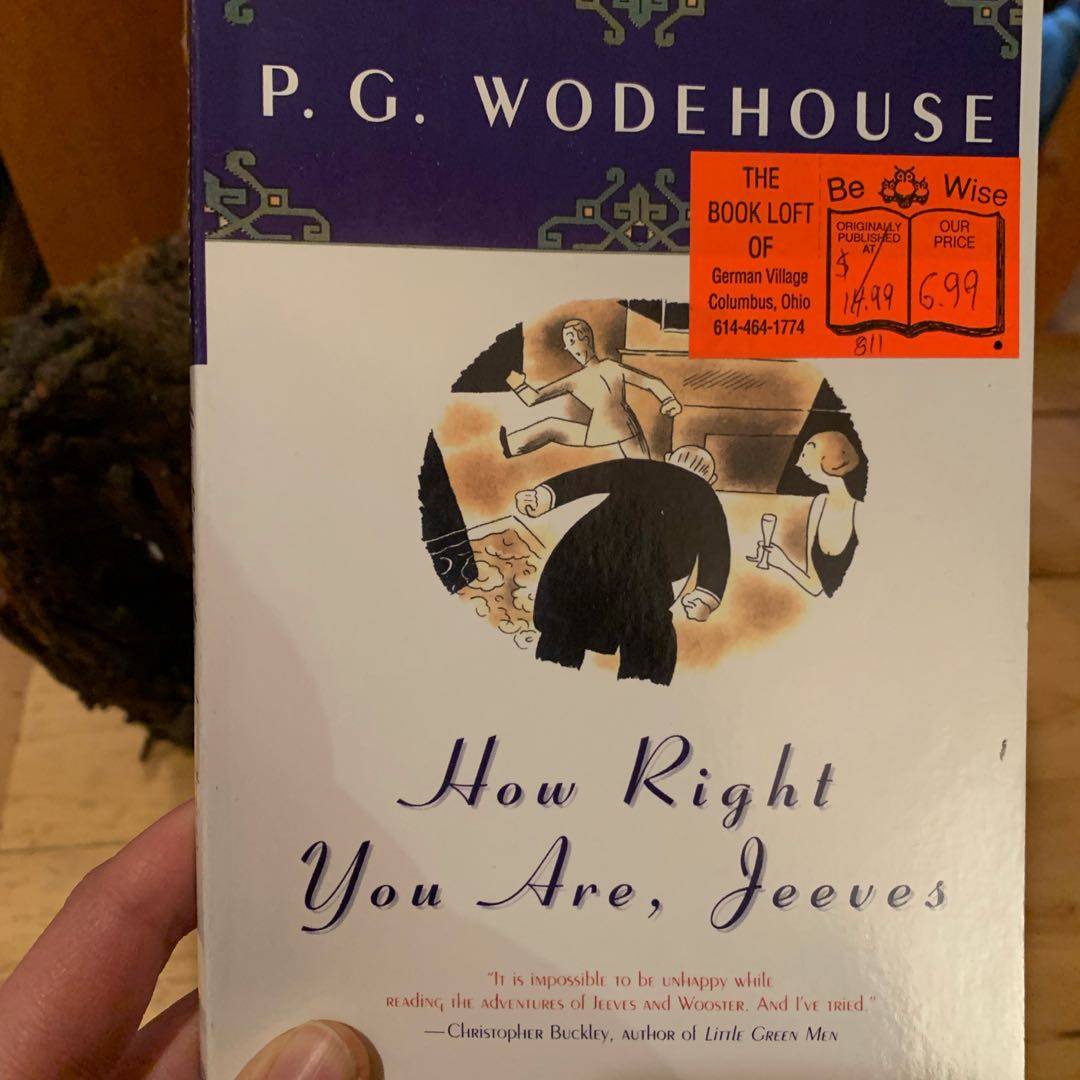 P. G. WODEHOUSE
THE
BOOK LOFT
OF
German Village
Columbus, Ohio
614-464-1774
Be Wise
ORIGINALLY
PUBLISHED
AT
$
14.99
OUR
PRICE
6.99
811
How Right
You Are, Jeeves
"It is impossible to be unhappy while
reading the adventures of Jeeves and Wooster. And I've tried."
—Christopher Buckley, author of Little Green Men